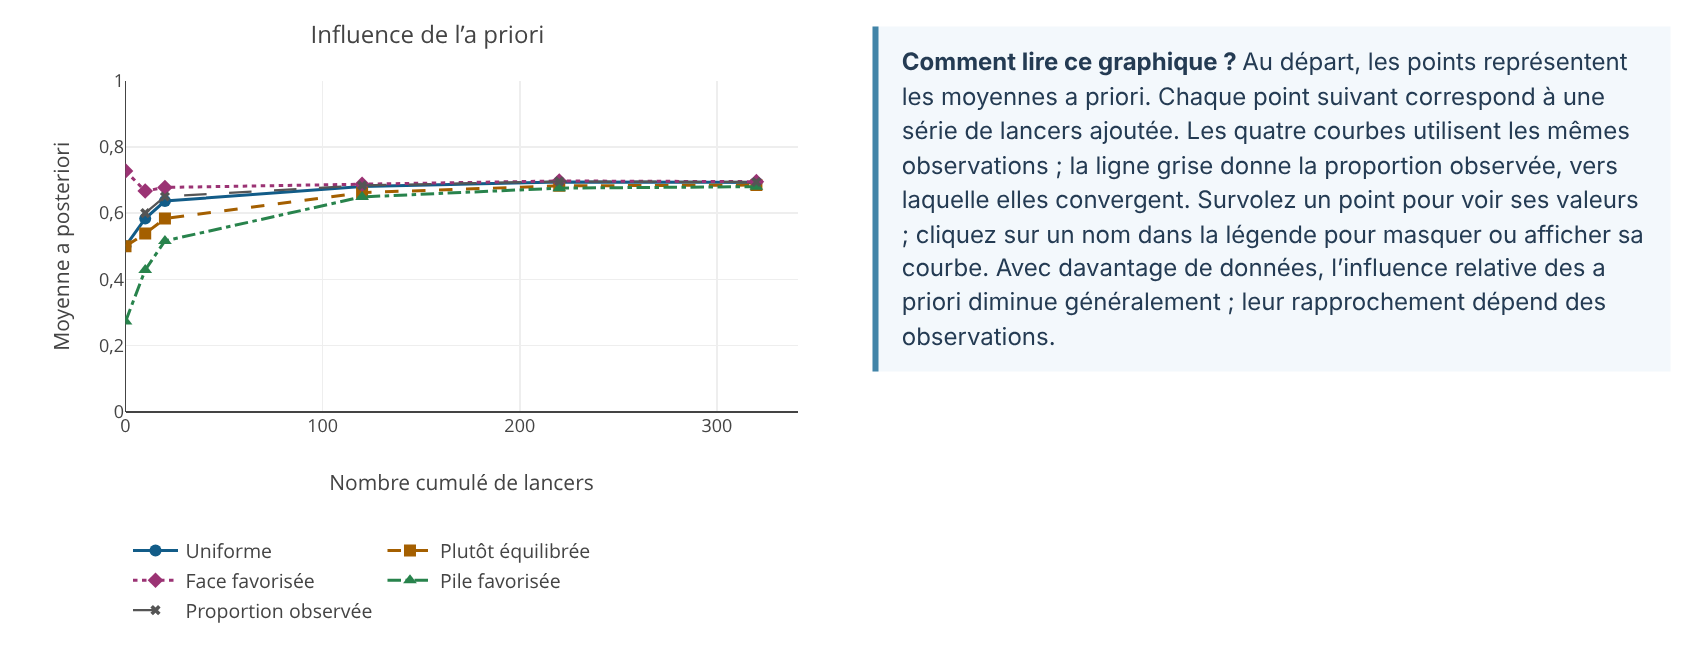 Influence de l’a priori
Moyenne a posteriori
1
0,8
0,6
0,4
0,2
0
0 100 200 300
Nombre cumulé de lancers
Uniforme Plutôt équilibrée
Face favorisée Pile favorisée
Proportion observée
Comment lire ce graphique ? Au départ, les points représentent
les moyennes a priori. Chaque point suivant correspond à une
série de lancers ajoutée. Les quatre courbes utilisent les mêmes
observations ; la ligne grise donne la proportion observée, vers
laquelle elles convergent. Survolez un point pour voir ses valeurs
; cliquez sur un nom dans la légende pour masquer ou afficher sa
courbe. Avec davantage de données, l’influence relative des a
priori diminue généralement ; leur rapprochement dépend des
observations.